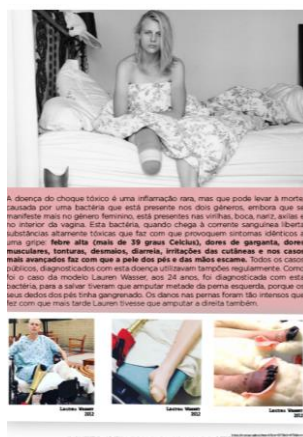 A doença do choque tóxico é uma inflamação rara, mas que pode levar à morte
causada por uma bactéria que está presente nos dois géneros, embora que se
manifeste mais no género feminino, está presentes nas virilhas, boca, nariz, axilas e
no interior da vagina. Esta bactéria, quando chega à corrente sanguínea liberta
substâncias altamente tóxicas que faz com que provoquem sintomas idênticos a
uma gripe: febre alta (mais de 39 graus Celcius), dores de garganta, dores
musculares, tonturas, desmaios, diarreia, irritações das cutâneas e nos casos
mais avançados faz com que a pele dos pés e das mãos escame. Todos os casos
públicos, diagnosticados com esta doença utilizavam tampões regularmente. Como
foi o caso da modelo Lauren Wasser, aos 24 anos, foi diagnosticada com esta
bactéria, para a salvar tiveram que amputar metade da perna esquerda, porque os
seus dedos dos pés tinha gangrenado. Os danos nas pernas foram tão intensos que
fez com que mais tarde Lauren tivesse que amputar a direita também.
Lauren Wasser
2012
Lauren Wasser
2012
Lauren Wasser
2012